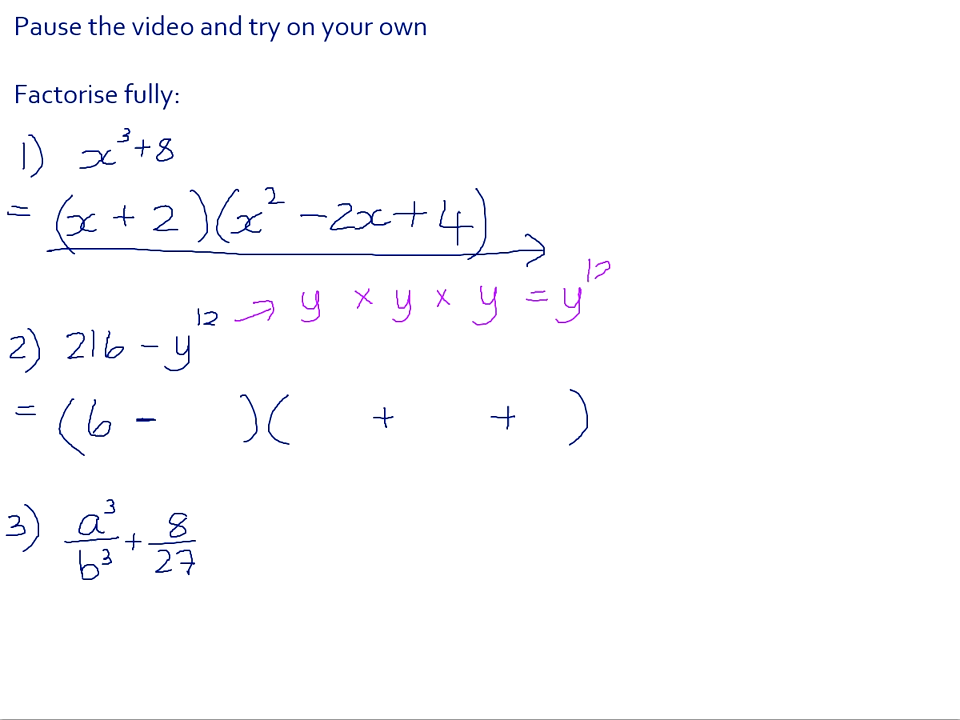 Pause the video and try on your own
Factorise fully:
1) x³+8
= (x + 2)(x² - 2x + 4)
→ y × y × y = y¹²
2) 216 - y¹²
= (6 -    )(    +    +    )
3) a³/b³ + 8/27